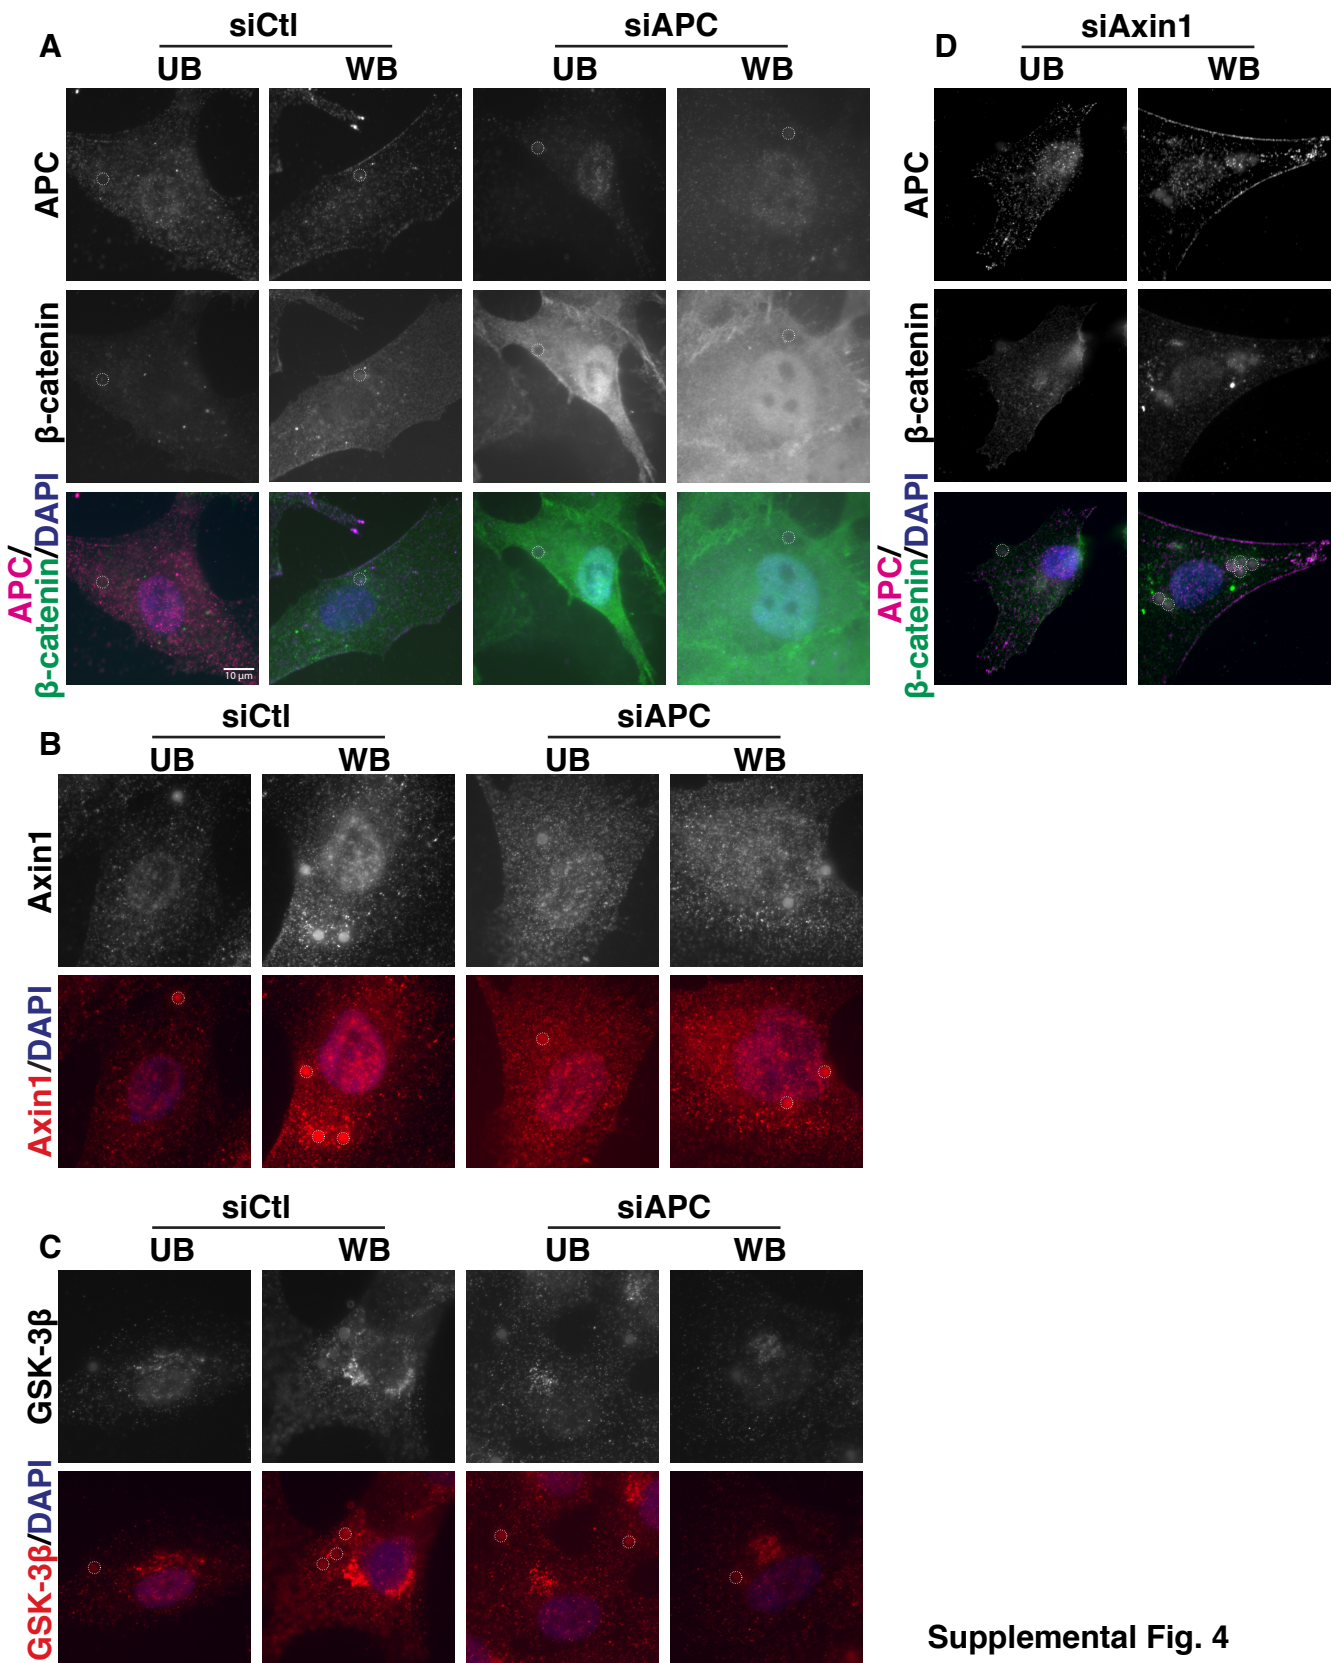 A
siCtl
siAPC
UB
WB
UB
WB
APC
β-catenin
APC/
β-catenin/DAPI
10 μm
D
siAxin1
UB
WB
APC
β-catenin
APC/
β-catenin/DAPI
B
siCtl
siAPC
UB
WB
UB
WB
Axin1
Axin1/DAPI
C
siCtl
siAPC
UB
WB
UB
WB
GSK-3β
GSK-3β/DAPI
Supplemental Fig. 4